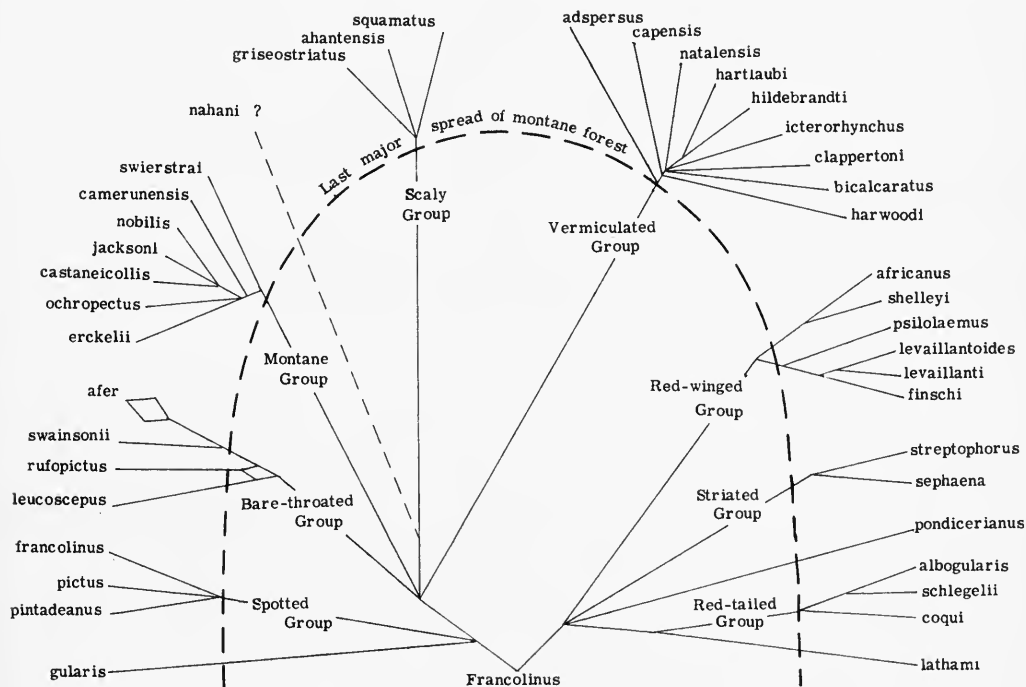 squamatus
ahantensis
griseostriatus
nahani ?
swierstrai
camerunensis
nobilis
jacksoni
castaneicollis
ochropectus
erckelii
afer
swainsonii
rufopictus
leucoscepus
francolinus
pictus
pintadeanus
gularis
adspersus
capensis
natalensis
hartlaubi
hildebrandti
icterorhynchus
clappertoni
bicalcaratus
harwoodi
africanus
shelleyi
psilolaemus
levaillantoides
levaillanti
finschi
streptophorus
sephaena
pondicerianus
albogularis
schlegelii
coqui
lathami
Last major spread of montane forest
Scaly
Group
Vermiculated
Group
Montane
Group
Red-winged
Group
Bare-throated
Group
Striated
Group
Spotted
Group
Red-tailed
Group
Francolinus